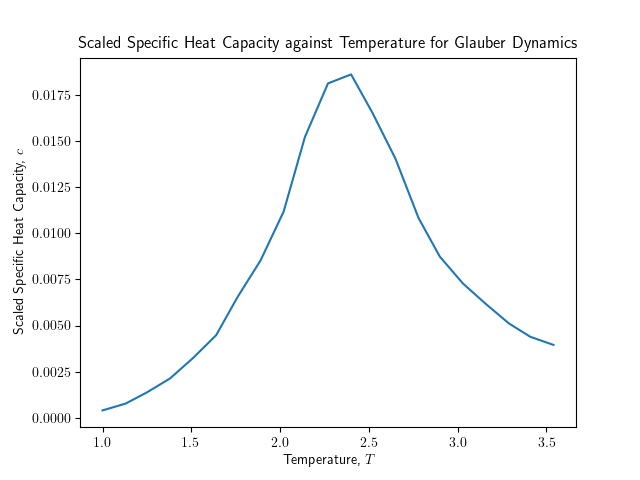 Scaled Specific Heat Capacity against Temperature for Glauber Dynamics
0.0175
0.0150
0.0125
0.0100
0.0075
0.0050
0.0025
0.0000
Scaled Specific Heat Capacity, c
1.0 1.5 2.0 2.5 3.0 3.5
Temperature, T